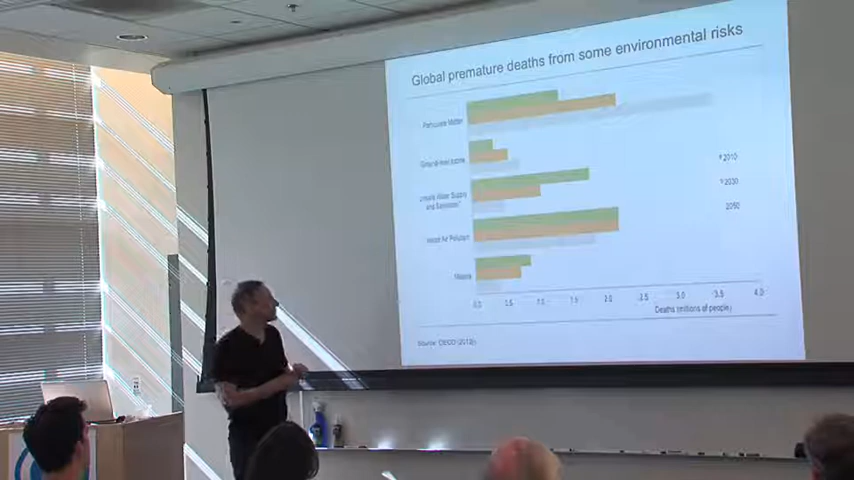 Global premature deaths from some environmental risks
Particulate Matter
Ground-level ozone
Unsafe Water Supply
and Sanitation*
Indoor Air Pollution
Malaria
2010
2030
2050
0.0 0.5 1.0 1.5 2.0 2.5 3.0 3.5 4.0
Deaths (millions of people)
Source: OECD (2012)